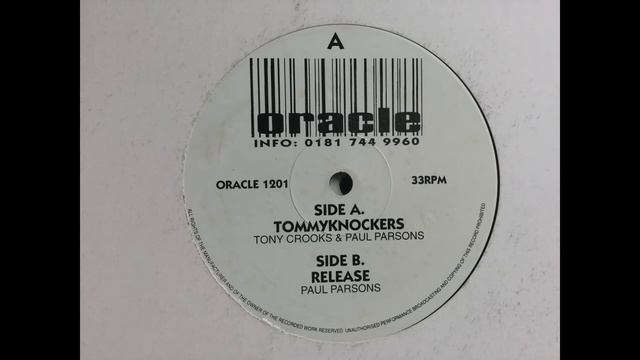 A
oracle
INFO: 0181 744 9960
ORACLE 1201
33RPM
SIDE A.
TOMMYKNOCKERS
TONY CROOKS & PAUL PARSONS
SIDE B.
RELEASE
PAUL PARSONS
ALL RIGHTS OF THE MANUFACTURER AND, OF THE OWNER OF THE RECORDED WORK RESERVED. UNAUTHORISED PERFORMANCE BROADCASTING AND COPYING OF THIS RECORD PROHIBITED